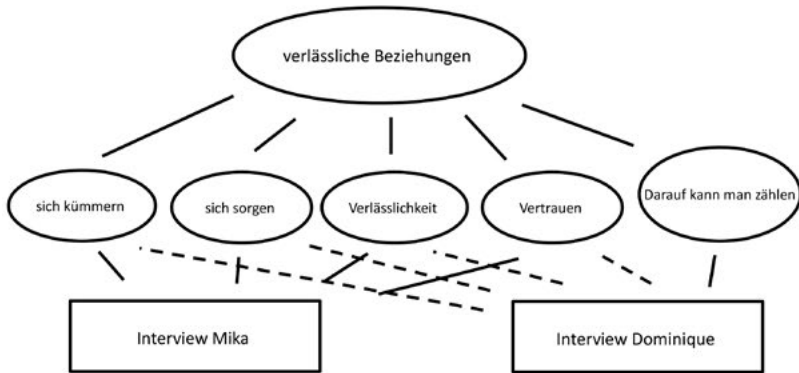 verlässliche Beziehungen
sich kümmern
sich sorgen
Verlässlichkeit
Vertrauen
Darauf kann man zählen
Interview Mika
Interview Dominique